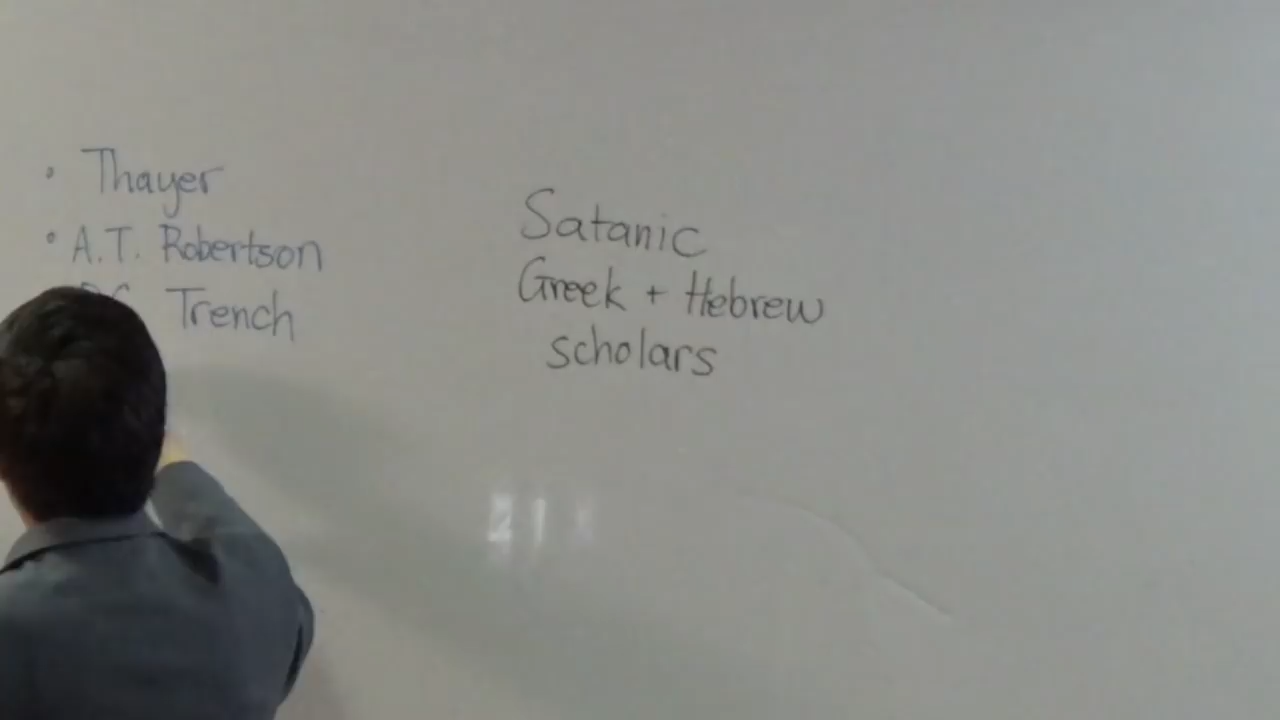 • Thayer
• A.T. Robertson
Trench
Satanic
Greek + Hebrew
scholars